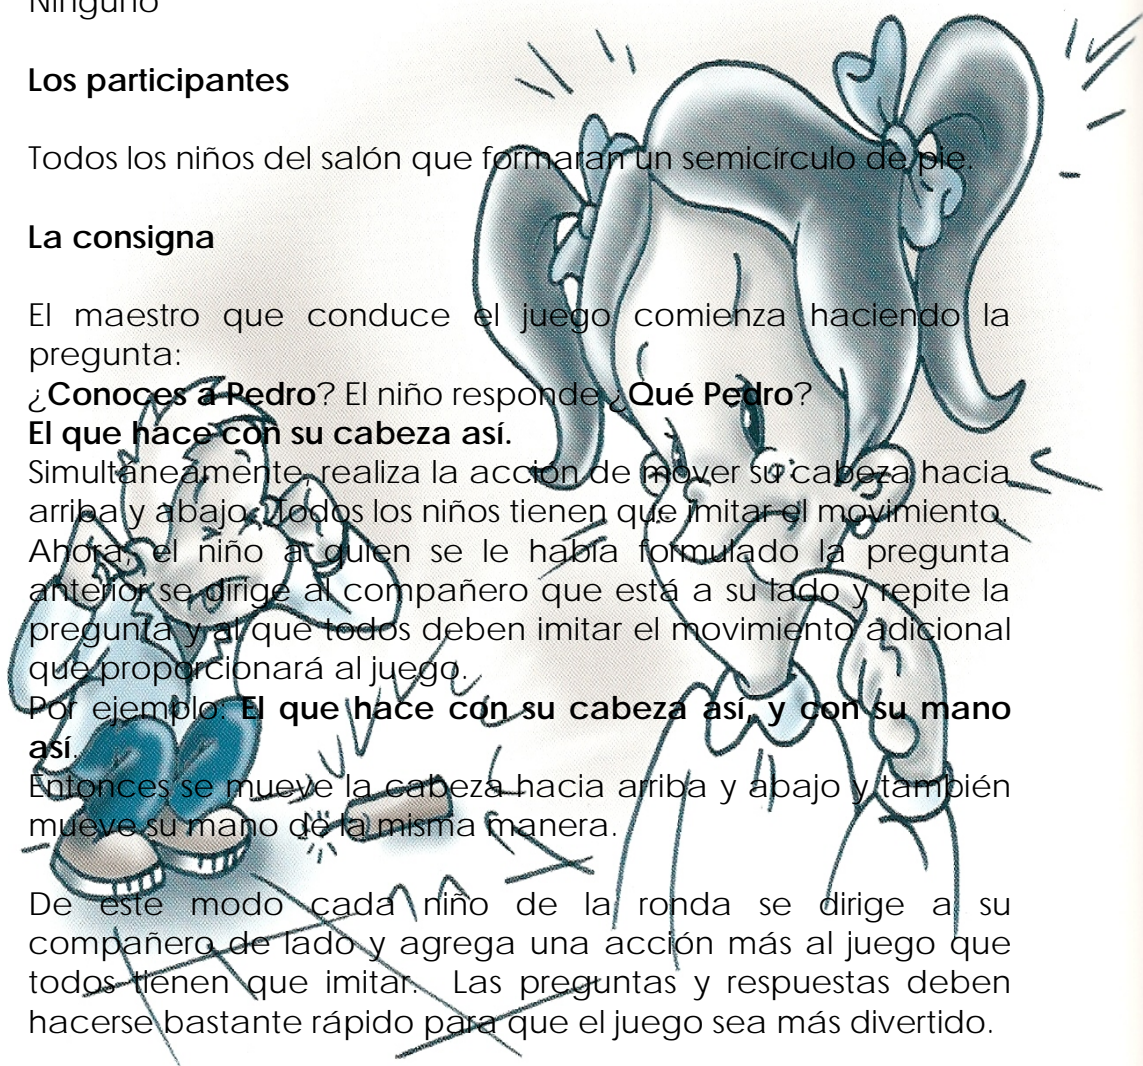 Ninguno
Los participantes
Todos los niños del salón que formaran un semicírculo de pie.
La consigna
El maestro que conduce el juego comienza haciendo la
pregunta:
¿Conoces a Pedro? El niño responde ¿Qué Pedro?
El que hace con su cabeza así.
Simultáneamente, realiza la acción de mover su cabeza hacia
arriba y abajo. Todos los niños tienen que imitar el movimiento.
Ahora, el niño a quien se le había formulado la pregunta
anterior se dirige al compañero que está a su lado y repite la
pregunta y al que todos deben imitar el movimiento adicional
que proporcionará al juego.
Por ejemplo: El que hace con su cabeza así, y con su mano
así.
Entonces se mueve la cabeza hacia arriba y abajo y también
mueve su mano de la misma manera.
De este modo cada niño de la ronda se dirige a su
compañero de lado y agrega una acción más al juego que
todos tienen que imitar. Las preguntas y respuestas deben
hacerse bastante rápido para que el juego sea más divertido.